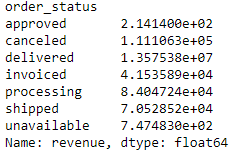 order_status
approved       2.141400e+02
canceled       1.111063e+05
delivered      1.357538e+07
invoiced       4.153589e+04
processing     8.404724e+04
shipped        7.052852e+04
unavailable    7.474830e+02
Name: revenue, dtype: float64